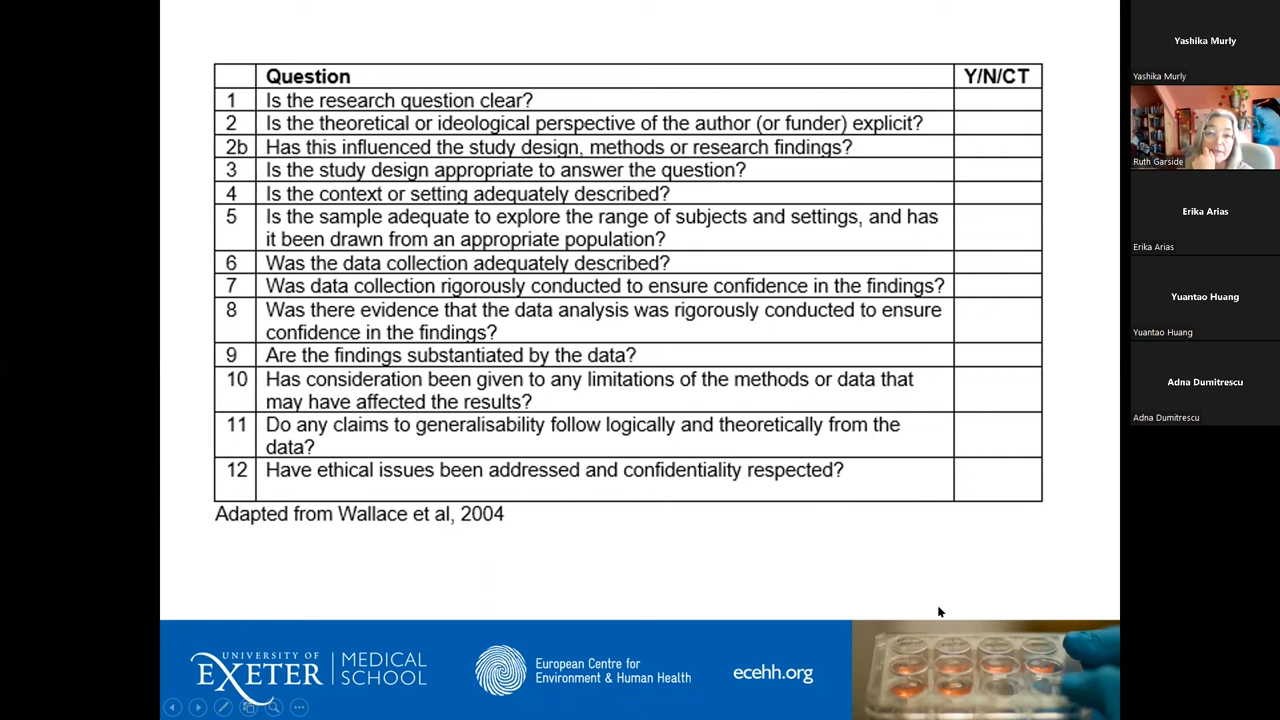 Question Y/N/CT
1 Is the research question clear?
2 Is the theoretical or ideological perspective of the author (or funder) explicit?
2b Has this influenced the study design, methods or research findings?
3 Is the study design appropriate to answer the question?
4 Is the context or setting adequately described?
5 Is the sample adequate to explore the range of subjects and settings, and has
it been drawn from an appropriate population?
6 Was the data collection adequately described?
7 Was data collection rigorously conducted to ensure confidence in the findings?
8 Was there evidence that the data analysis was rigorously conducted to ensure
confidence in the findings?
9 Are the findings substantiated by the data?
10 Has consideration been given to any limitations of the methods or data that
may have affected the results?
11 Do any claims to generalisability follow logically and theoretically from the
data?
12 Have ethical issues been addressed and confidentiality respected?
Adapted from Wallace et al, 2004
UNIVERSITY OF
EXETER
MEDICAL
SCHOOL
European Centre for
Environment & Human Health
ecehh.org
Yashika Murly
Yashika Murly
Ruth Garside
Erika Arias
Erika Arias
Yuantao Huang
Yuantao Huang
Adna Dumitrescu
Adna Dumitrescu